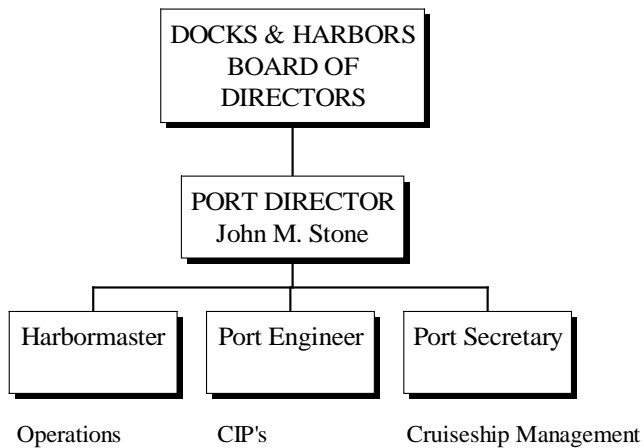 DOCKS & HARBORS
BOARD OF
DIRECTORS
PORT DIRECTOR
John M. Stone
Harbormaster
Port Engineer
Port Secretary
Operations
CIP's
Cruiseship Management